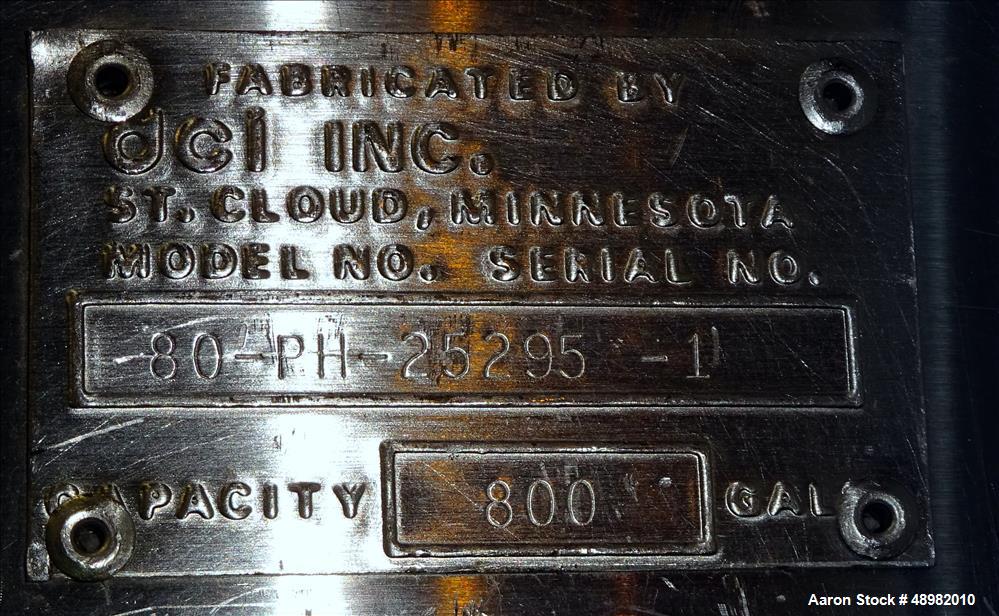 FABRICATED BY
dci INC.
ST. CLOUD, MINNESOTA
MODEL NO. SERIAL NO.
80-PH-25295 -1
CAPACITY 800 GAL
Aaron Stock # 48982010